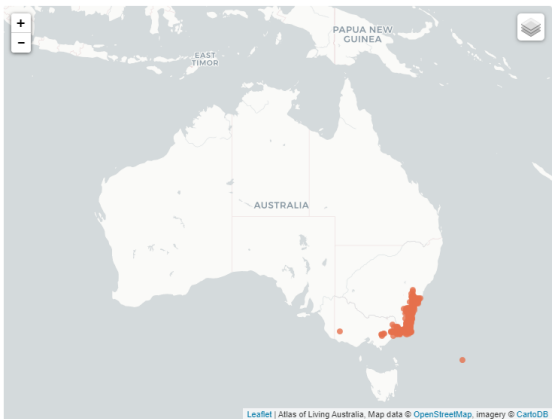 +
−
PAPUA NEW
GUINEA
EAST
TIMOR
AUSTRALIA
Leaflet | Atlas of Living Australia, Map data © OpenStreetMap, imagery © CartoDB